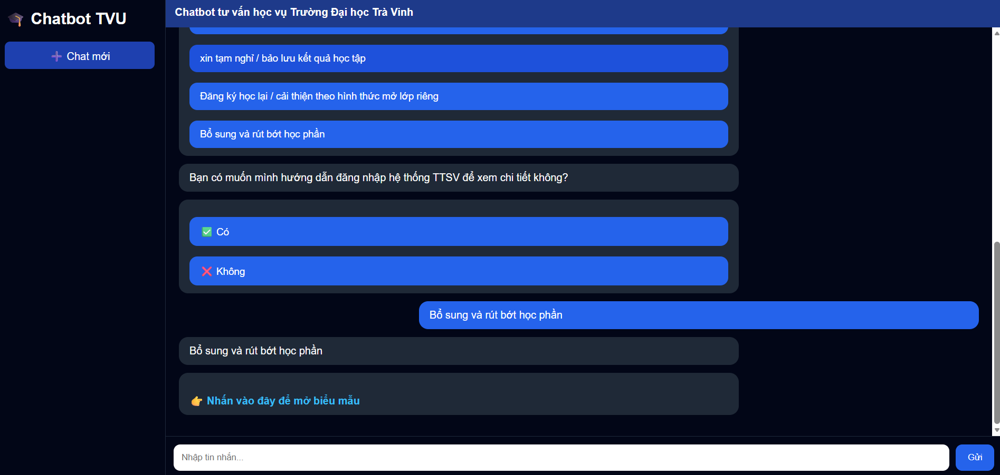 Chatbot TVU
Chat mới
Chatbot tư vấn học vụ Trường Đại học Trà Vinh
xin tạm nghỉ / bảo lưu kết quả học tập
Đăng ký học lại / cải thiện theo hình thức mở lớp riêng
Bổ sung và rút bớt học phần
Bạn có muốn mình hướng dẫn đăng nhập hệ thống TTSV để xem chi tiết không?
Có
Không
Bổ sung và rút bớt học phần
Bổ sung và rút bớt học phần
Nhấn vào đây để mở biểu mẫu
Nhập tin nhắn...
Gửi